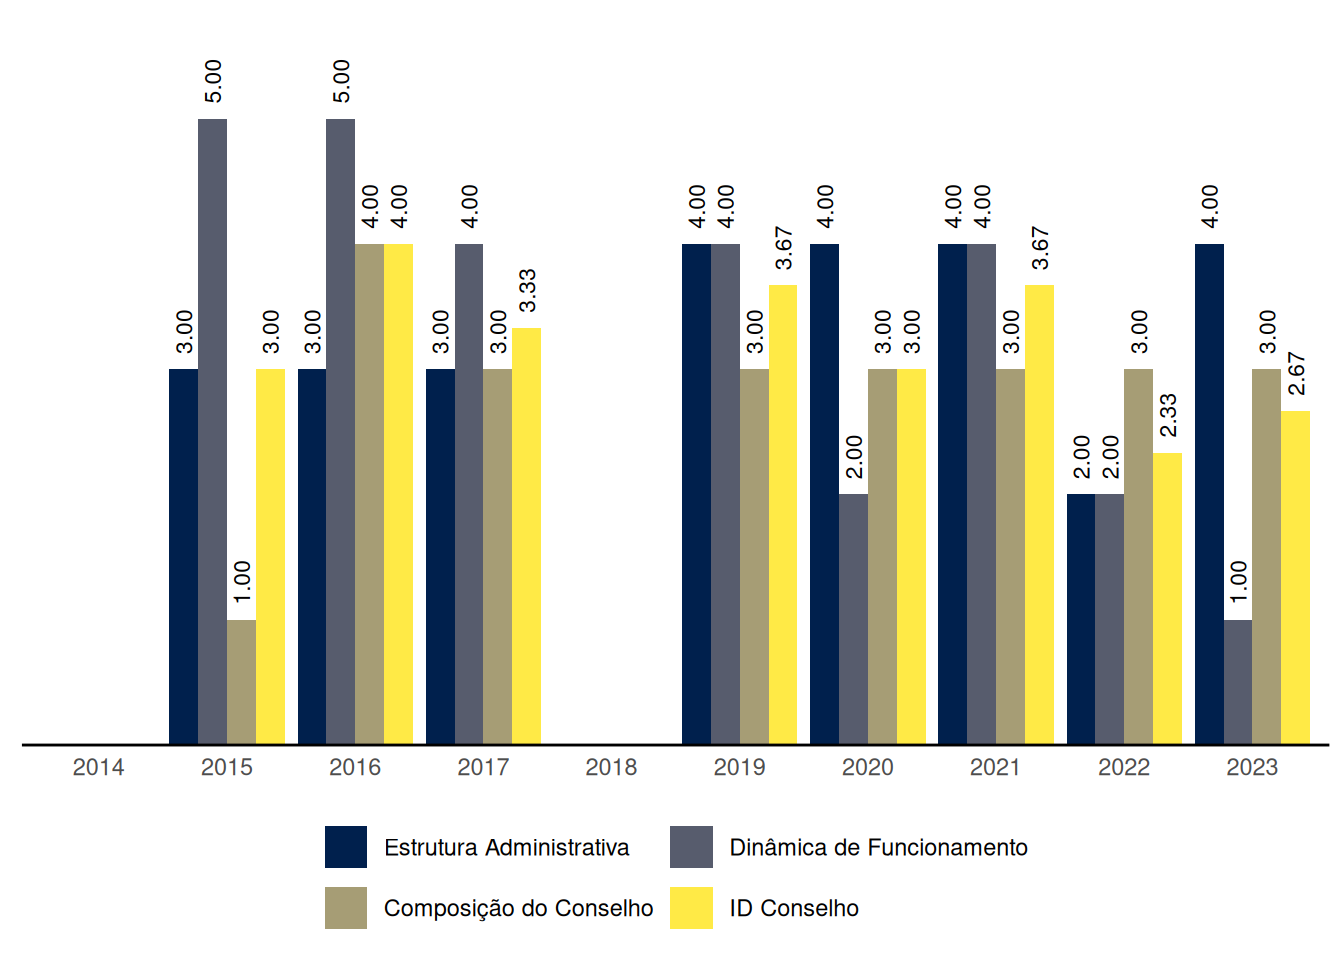 3.00 5.00 1.00 3.00
3.00 5.00 4.00 4.00
3.00 4.00 3.00 3.33
4.00 4.00 3.00 3.67
4.00 2.00 3.00 3.00
4.00 4.00 3.00 3.67
2.00 2.00 3.00 2.33
4.00 1.00 3.00 2.67
2014 2015 2016 2017 2018 2019 2020 2021 2022 2023
Estrutura Administrativa Dinâmica de Funcionamento
Composição do Conselho ID Conselho